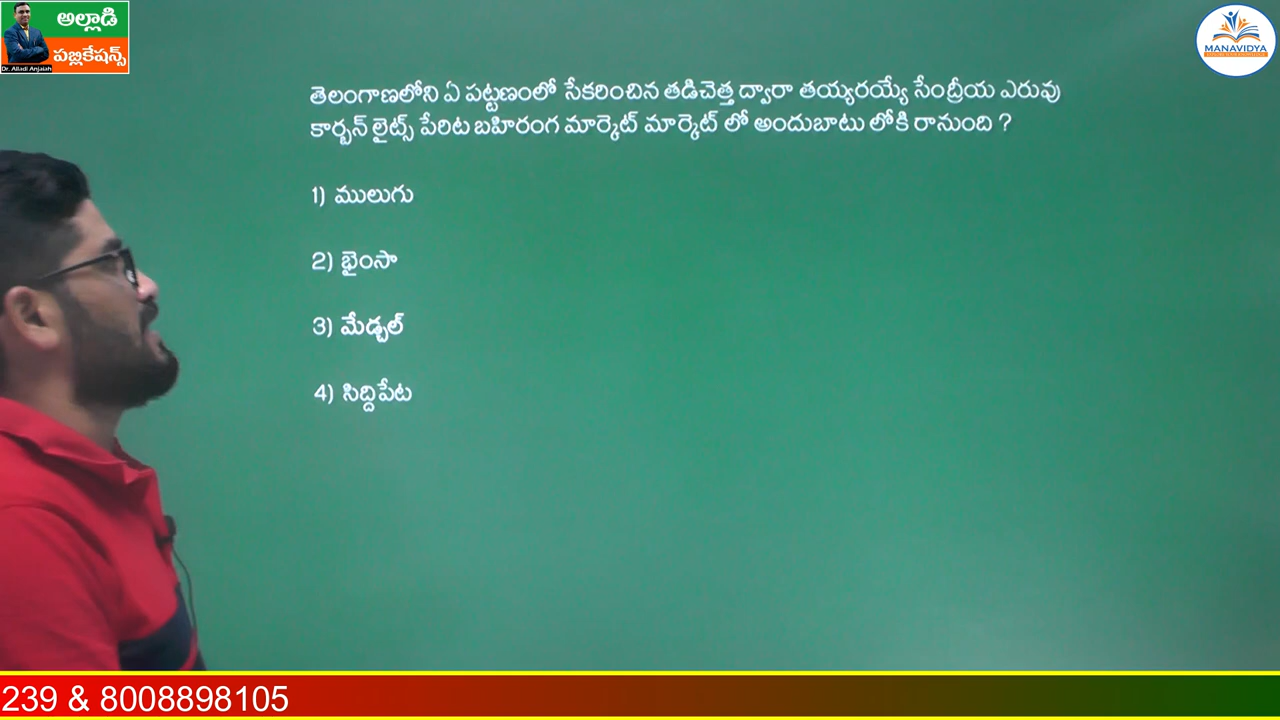 అల్లాడి
పబ్లికేషన్స్
Dr. Alladi Anjaiah
MANAVIDYA
తెలంగాణలోని ఏ పట్టణంలో సేకరించిన తడిచెత్త ద్వారా తయ్యరయ్యే సేంద్రీయ ఎరువు
కార్బన్ లైట్స్ పేరిట బహిరంగ మార్కెట్ మార్కెట్ లో అందుబాటు లోకి రానుంది ?
1) ములుగు
2) భైంసా
3) మేడ్చల్
4) సిద్దిపేట
239 & 8008898105